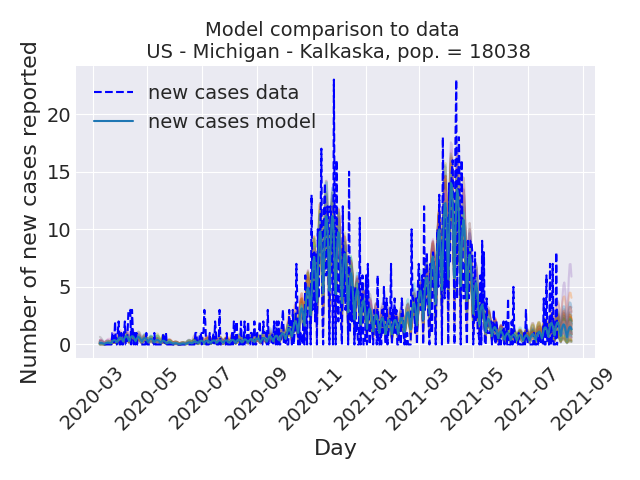 Model comparison to data
US - Michigan - Kalkaska, pop. = 18038
Number of new cases reported
20
15
10
5
0
new cases data
new cases model
2020-03
2020-05
2020-07
2020-09
2020-11
2021-01
2021-03
2021-05
2021-07
2021-09
Day